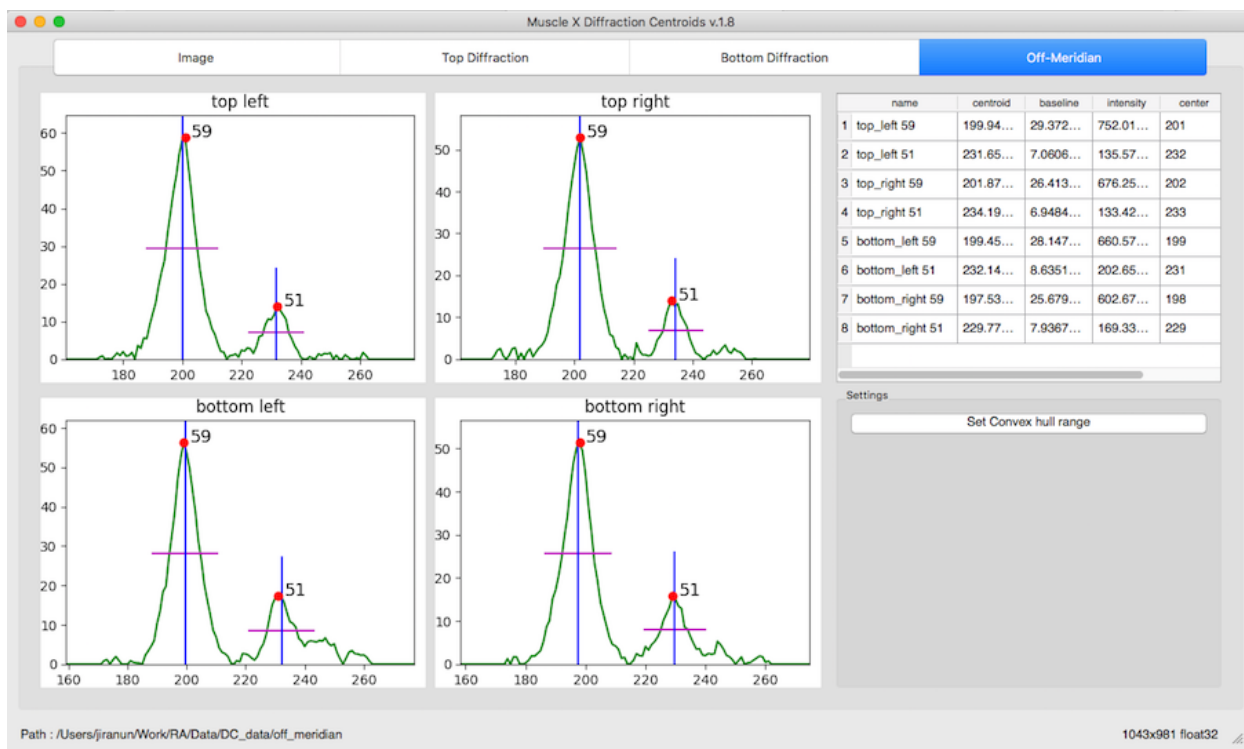 Muscle X Diffraction Centroids v.1.8
Image Top Diffraction Bottom Diffraction Off-Meridian
top left
60
50
40
30
20
10
0
59
51
180 200 220 240 260
top right
50
40
30
20
10
0
59
51
180 200 220 240 260
name centroid baseline intensity center
1 top_left 59 199.94... 29.372... 752.01... 201
2 top_left 51 231.65... 7.0606... 135.57... 232
3 top_right 59 201.87... 26.413... 676.25... 202
4 top_right 51 234.19... 6.9484... 133.42... 233
5 bottom_left 59 199.45... 28.147... 660.57... 199
6 bottom_left 51 232.14... 8.6351... 202.65... 231
7 bottom_right 59 197.53... 25.679... 602.67... 198
8 bottom_right 51 229.77... 7.9367... 169.33... 229
bottom left
60
50
40
30
20
10
0
59
51
160 180 200 220 240 260
bottom right
50
40
30
20
10
0
59
51
160 180 200 220 240 260
Settings
Set Convex hull range
Path : /Users/jiranun/Work/RA/Data/DC_data/off_meridian
1043x981 float32